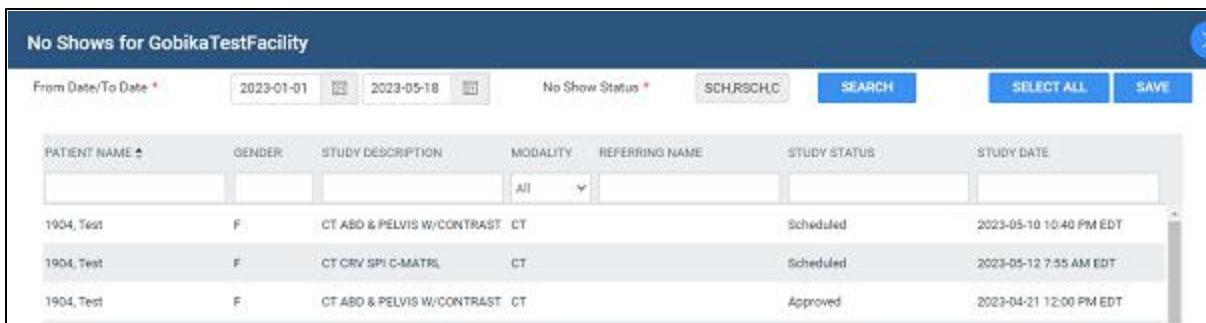 No Shows for GobikaTestFacility
From Date/To Date * 2023-01-01 2023-05-18 No Show Status * SCH,RSCH,C SEARCH SELECT ALL SAVE
PATIENT NAME GENDER STUDY DESCRIPTION MODALITY REFERRING NAME STUDY STATUS STUDY DATE
All
1904, Test F CT ABD & PELVIS W/CONTRAST CT Scheduled 2023-05-10 10:40 PM EDT
1904, Test F CT CRV SPI C-MATRL CT Scheduled 2023-05-12 7:55 AM EDT
1904, Test F CT ABD & PELVIS W/CONTRAST CT Approved 2023-04-21 12:00 PM EDT